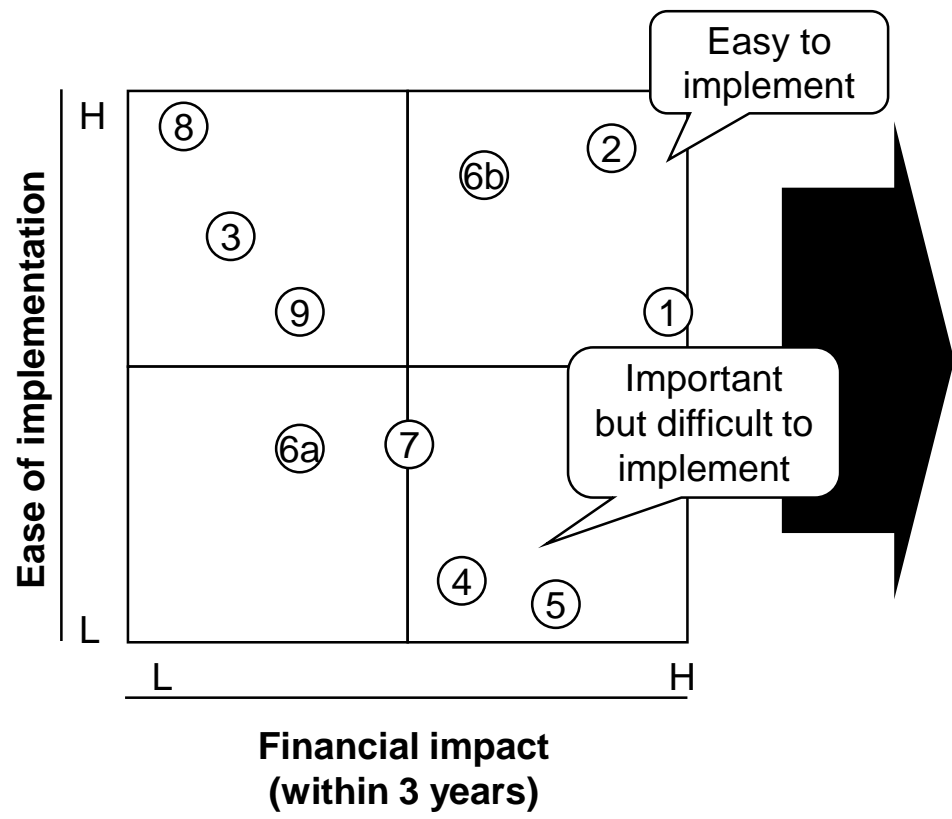 Easy to
implement
H
8
2
6b
3
9
1
Ease of implementation
Important
but difficult to
implement
6a
7
4
5
L
L
H
Financial impact
(within 3 years)